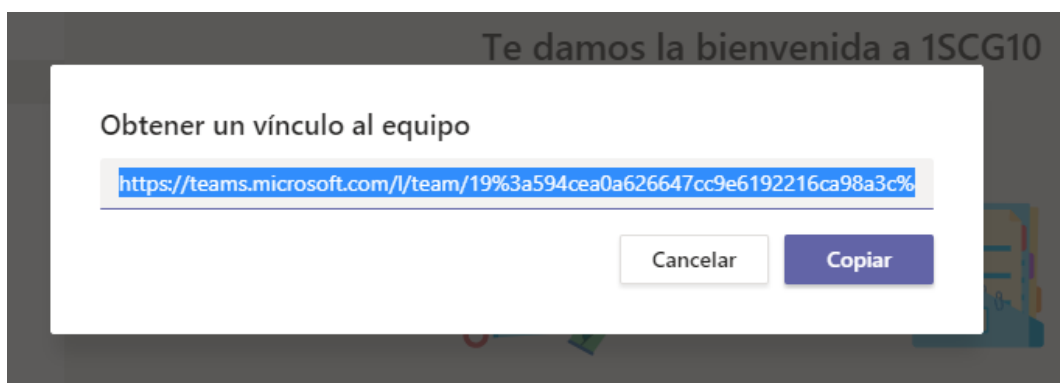 Te damos la bienvenida a 1SCG10
Obtener un vínculo al equipo
https://teams.microsoft.com/l/team/19%3a594cea0a626647cc9e6192216ca98a3c%
Cancelar
Copiar